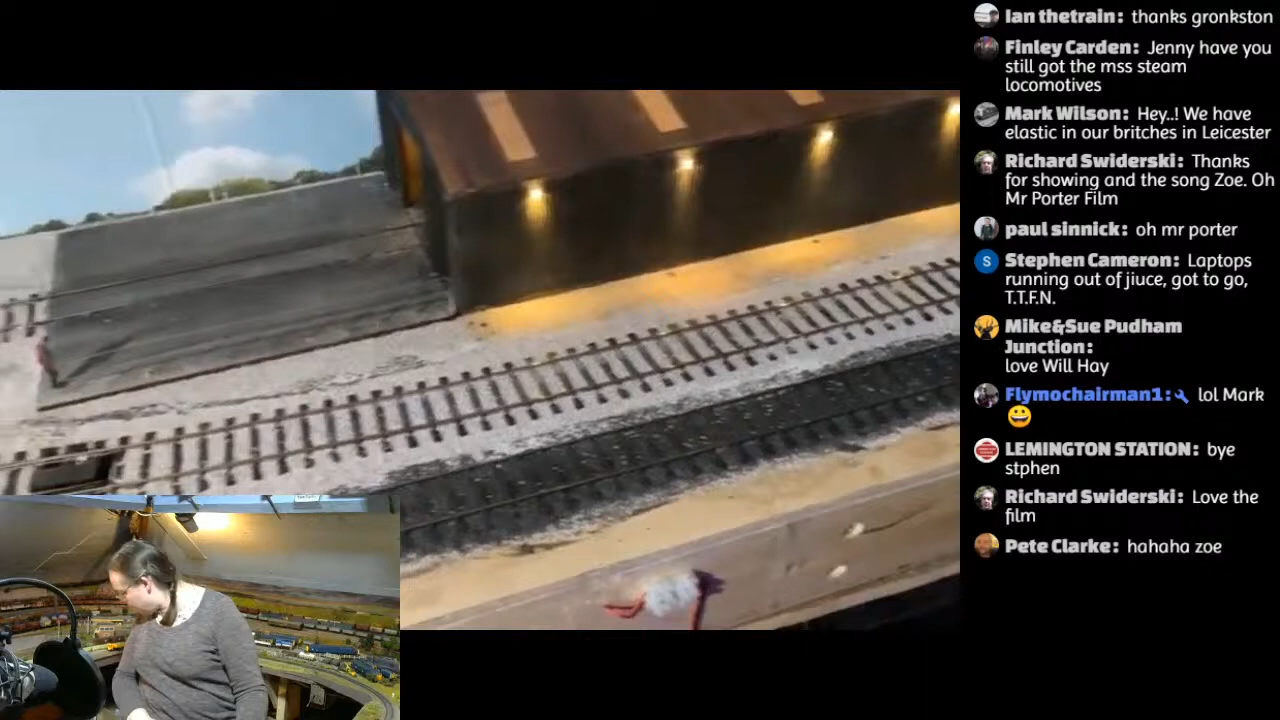 Ian thetrain: thanks gronkston
Finley Carden: Jenny have you
still got the mss steam
locomotives
Mark Wilson: Hey..! We have
elastic in our britches in Leicester
Richard Swiderski: Thanks
for showing and the song Zoe. Oh
Mr Porter Film
paul sinnick: oh mr porter
S Stephen Cameron: Laptops
running out of jiuce, got to go,
T.T.F.N.
Mike&Sue Pudham
Junction:
love Will Hay
Flymochairman1: lol Mark
😀
LEMINGTON STATION: bye
stphen
Richard Swiderski: Love the
film
Pete Clarke: hahaha zoe